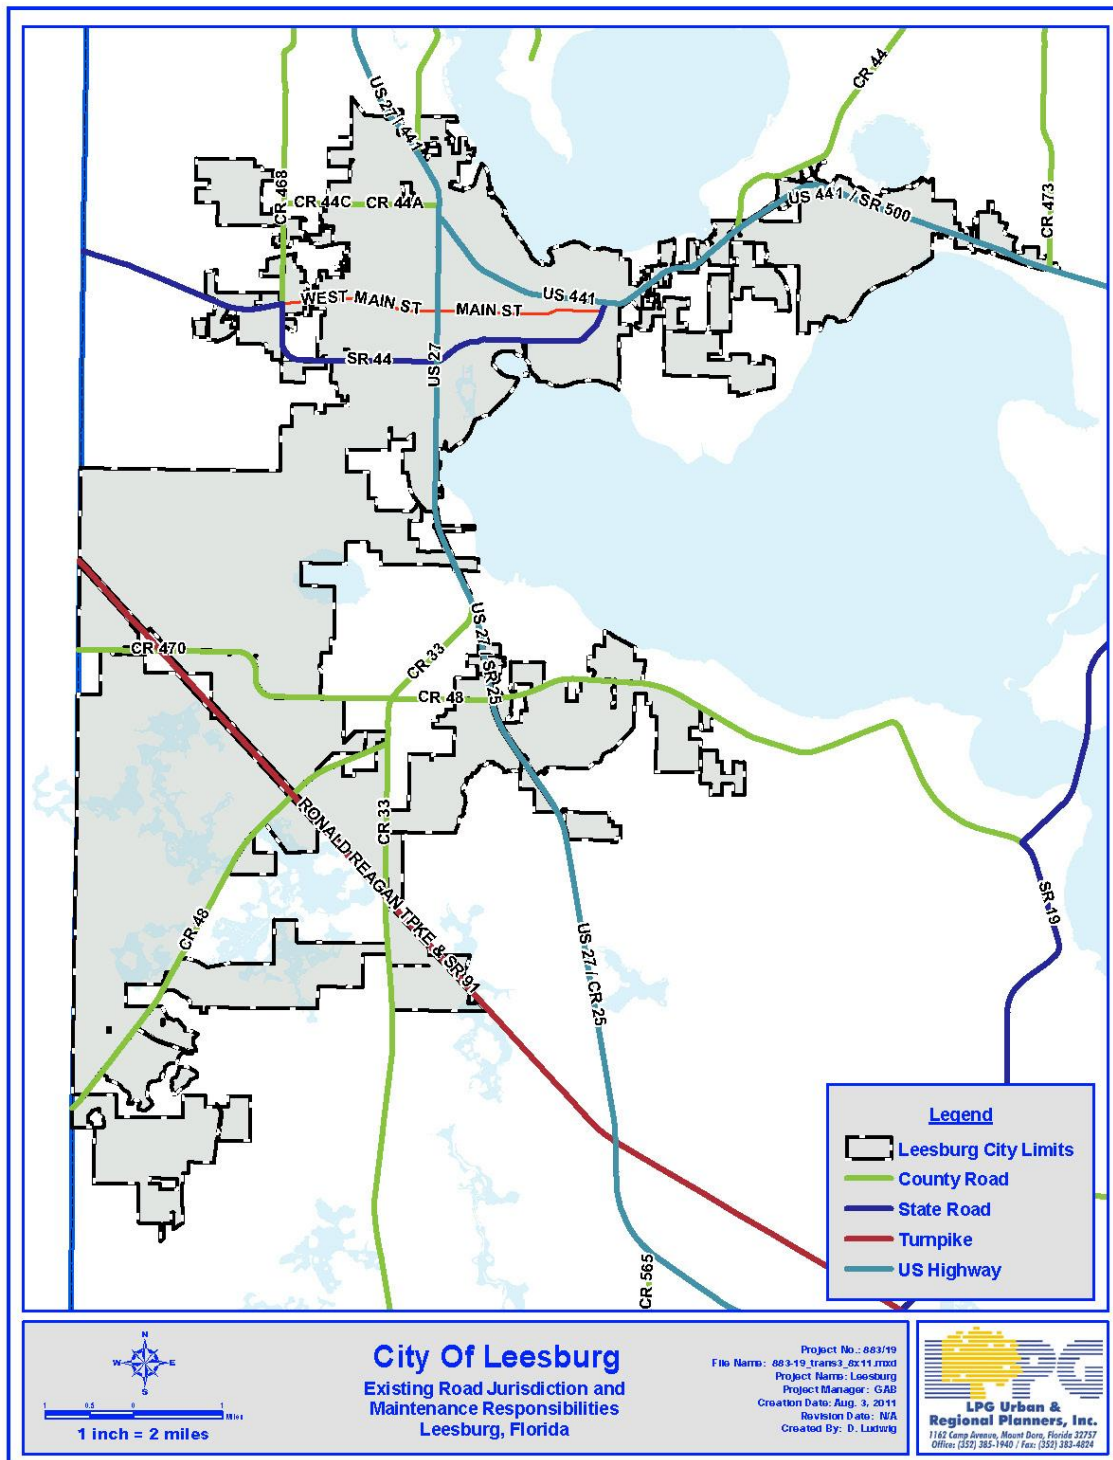 CR 44
US 27 / 441
CR 468
CR 44C
CR 44A
US 441 / SR 500
CR 473
US 441
WEST MAIN ST
MAIN ST
SR 44
US 27
CR 470
CR 33
US 27 / SR 25
CR 48
CR 33
RONALD REAGAN TPKE & SR 91
CR 48
SR 19
US 27 / CR 25
CR 565
Legend
Leesburg City Limits
County Road
State Road
Turnpike
US Highway
N
W
E
S
1 0.5 0 1
Miles
1 inch = 2 miles
City Of Leesburg
Existing Road Jurisdiction and
Maintenance Responsibilities
Leesburg, Florida
Project No.: 883/19
File Name: 883-19_trans3_8x11.mxd
Project Name: Leesburg
Project Manager: GAB
Creation Date: Aug. 3, 2011
Revision Date: N/A
Created By: D. Ludwig
LPG
LPG Urban &
Regional Planners, Inc.
1162 Camp Avenue, Mount Dora, Florida 32757
Office: (352) 385-1940 / Fax: (352) 383-4824